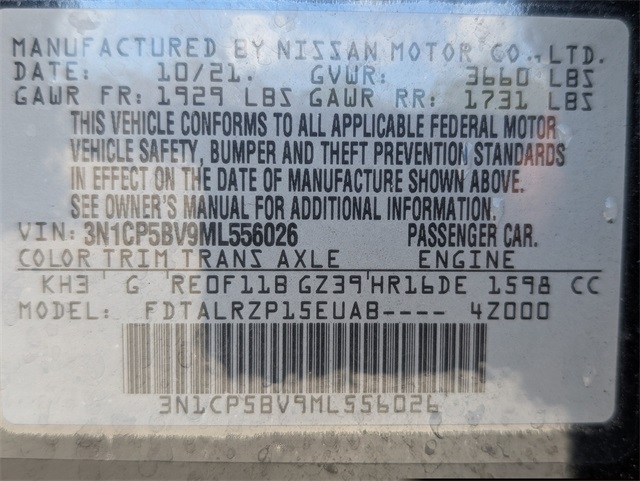 MANUFACTURED BY NISSAN MOTOR CO., LTD.
DATE: 10/21. GVWR: 3660 LBS
GAWR FR: 1929 LBS GAWR RR: 1731 LBS
THIS VEHICLE CONFORMS TO ALL APPLICABLE FEDERAL MOTOR
VEHICLE SAFETY, BUMPER AND THEFT PREVENTION STANDARDS
IN EFFECT ON THE DATE OF MANUFACTURE SHOWN ABOVE.
SEE OWNER'S MANUAL FOR ADDITIONAL INFORMATION.
VIN: 3N1CP5BV9ML556026 PASSENGER CAR.
COLOR TRIM TRANS AXLE ENGINE
KH3 G RE0F11B GZ39 HR16DE 1598 CC
MODEL: FDTALRZP15EUAB---- 4Z000
3N1CP5BV9ML556026